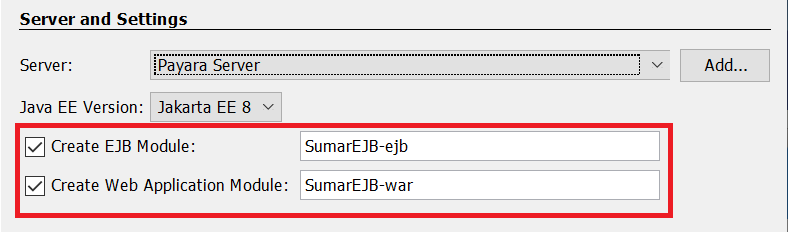 Server and Settings
Server: Payara Server Add...
Java EE Version: Jakarta EE 8
Create EJB Module: SumarEJB-ejb
Create Web Application Module: SumarEJB-war